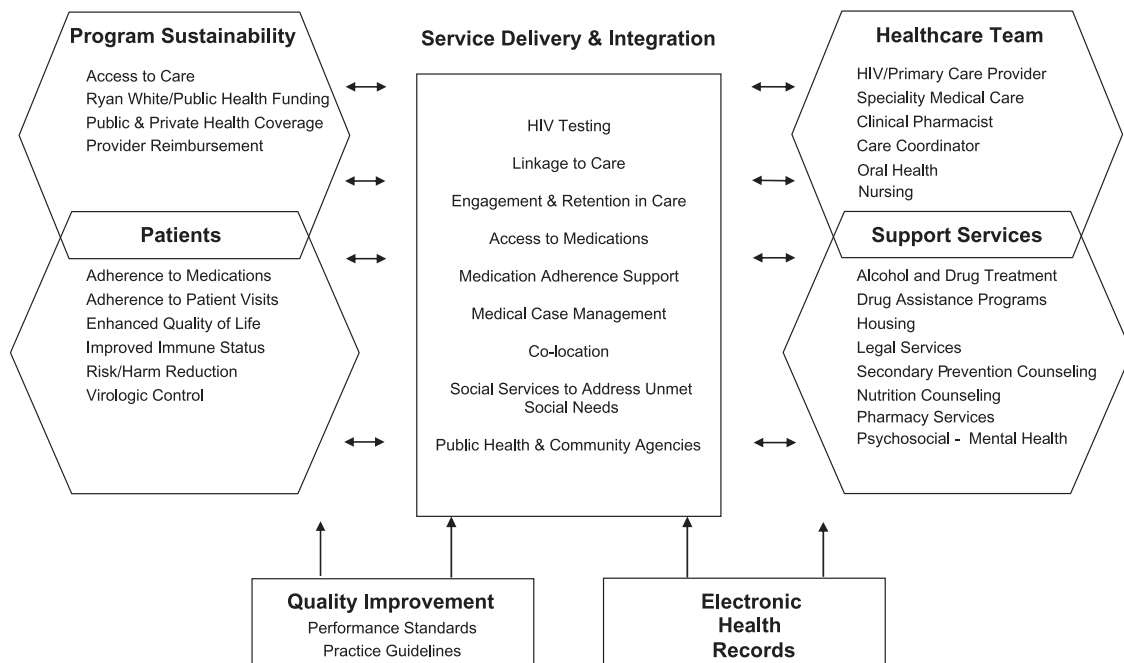 Program Sustainability
Access to Care
Ryan White/Public Health Funding
Public & Private Health Coverage
Provider Reimbursement
Patients
Adherence to Medications
Adherence to Patient Visits
Enhanced Quality of Life
Improved Immune Status
Risk/Harm Reduction
Virologic Control
Service Delivery & Integration
HIV Testing
Linkage to Care
Engagement & Retention in Care
Access to Medications
Medication Adherence Support
Medical Case Management
Co-location
Social Services to Address Unmet
Social Needs
Public Health & Community Agencies
Healthcare Team
HIV/Primary Care Provider
Speciality Medical Care
Clinical Pharmacist
Care Coordinator
Oral Health
Nursing
Support Services
Alcohol and Drug Treatment
Drug Assistance Programs
Housing
Legal Services
Secondary Prevention Counseling
Nutrition Counseling
Pharmacy Services
Psychosocial - Mental Health
Quality Improvement
Performance Standards
Practice Guidelines
Electronic
Health
Records